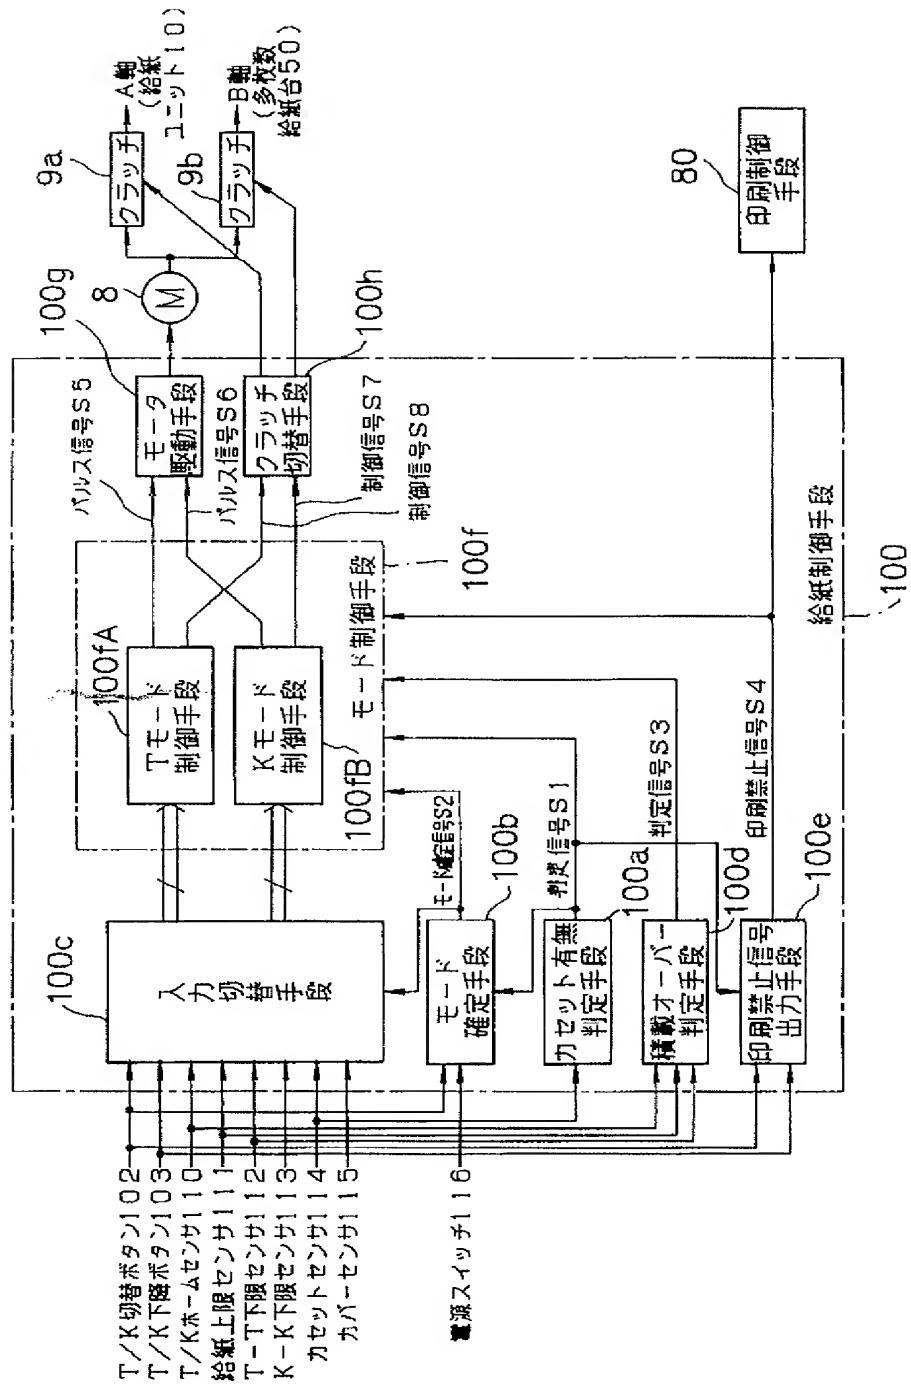 T/K切替ボタン102
T/K下降ボタン103
T/Kホームセンサ110
給紙上限センサ111
T-T下限センサ112
K-K下限センサ113
カセットセンサ114
カバーセンサ115
電源スイッチ116
100c
入力切替手段
モード確定信号S2
モード
確定手段
100b
判定信号S1
カセット有無
判定手段
100a
判定信号S3
積載オーバー
判定手段
100d
印刷禁止信号S4
印刷禁止信号
出力手段
100e
100fA
Tモード
制御手段
Kモード
制御手段
100fB
モード制御手段
100f
パルス信号S5
パルス信号S6
制御信号S7
制御信号S8
モータ
駆動手段
100g
クラッチ
切替手段
100h
給紙制御手段
100
8
M
9a
クラッチ
9b
クラッチ
A軸
(給紙
ユニット10)
B軸
(多枚数
給紙台50)
80
印刷制御
手段